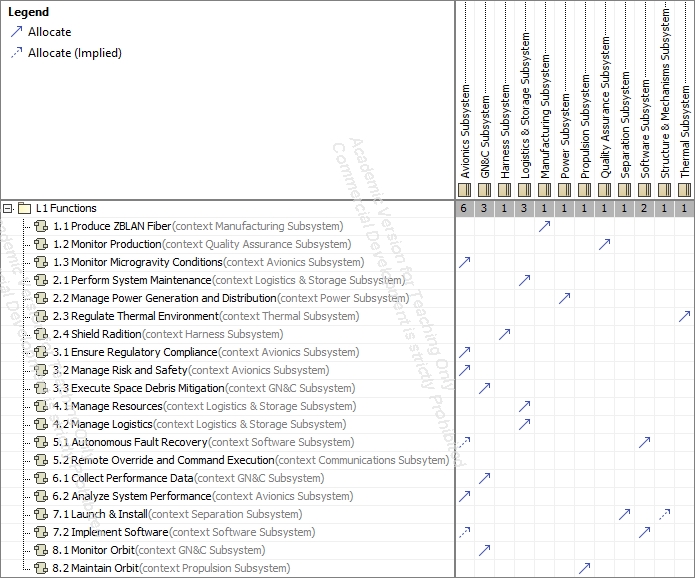 Legend
Allocate
Allocate (Implied)
Avionics Subsystem
GN&C Subsystem
Harness Subsystem
Logistics & Storage Subsystem
Manufacturing Subsystem
Power Subsystem
Propulsion Subsystem
Quality Assurance Subsystem
Separation Subsystem
Software Subsystem
Structure & Mechanisms Subsystem
Thermal Subsystem
L1 Functions 6 3 1 3 1 1 1 1 1 2 1 1
1.1 Produce ZBLAN Fiber(context Manufacturing Subsystem)
1.2 Monitor Production(context Quality Assurance Subsystem)
1.3 Monitor Microgravity Conditions(context Avionics Subsystem)
2.1 Perform System Maintenance(context Logistics & Storage Subsystem)
2.2 Manage Power Generation and Distribution(context Power Subsystem)
2.3 Regulate Thermal Environment(context Thermal Subsystem)
2.4 Shield Radition(context Harness Subsystem)
3.1 Ensure Regulatory Compliance(context Avionics Subsystem)
3.2 Manage Risk and Safety(context Avionics Subsystem)
3.3 Execute Space Debris Mitigation(context GN&C Subsystem)
4.1 Manage Resources(context Logistics & Storage Subsystem)
4.2 Manage Logistics(context Logistics & Storage Subsystem)
5.1 Autonomous Fault Recovery(context Software Subsystem)
5.2 Remote Override and Command Execution(context Communications Subsystem)
6.1 Collect Performance Data(context GN&C Subsystem)
6.2 Analyze System Performance(context Avionics Subsystem)
7.1 Launch & Install(context Separation Subsystem)
7.2 Implement Software(context Software Subsystem)
8.1 Monitor Orbit(context GN&C Subsystem)
8.2 Maintain Orbit(context Propulsion Subsystem)
Academic Version for Teaching Only
Commercial Development is strictly Prohibited